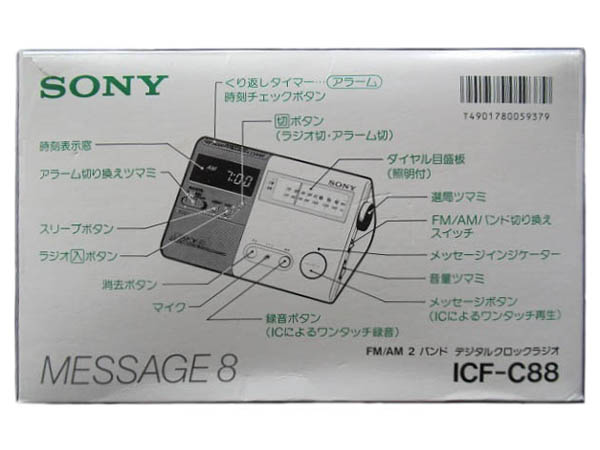 SONY
くり返しタイマー…アラーム
時刻チェックボタン
T4901780059379
切ボタン
(ラジオ切・アラーム切)
時刻表示窓
アラーム切り換えツマミ
ダイヤル目盛板
(照明付)
AM
7:00
SONY
選局ツマミ
スリープボタン
FM/AMバンド切り換え
スイッチ
ラジオ入ボタン
メッセージインジケーター
消去ボタン
音量ツマミ
マイク
録音ボタン
(ICによるワンタッチ録音)
メッセージボタン
(ICによるワンタッチ再生)
FM/AM 2 バンド デジタルクロックラジオ
MESSAGE 8
ICF-C88